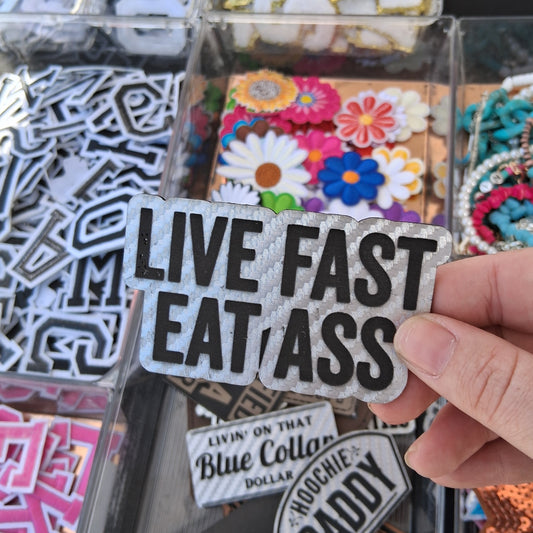 LIVE FAST
EAT ASS
LIVIN' ON THAT
Blue Collar
DOLLAR
HOOCHIE
DADDY